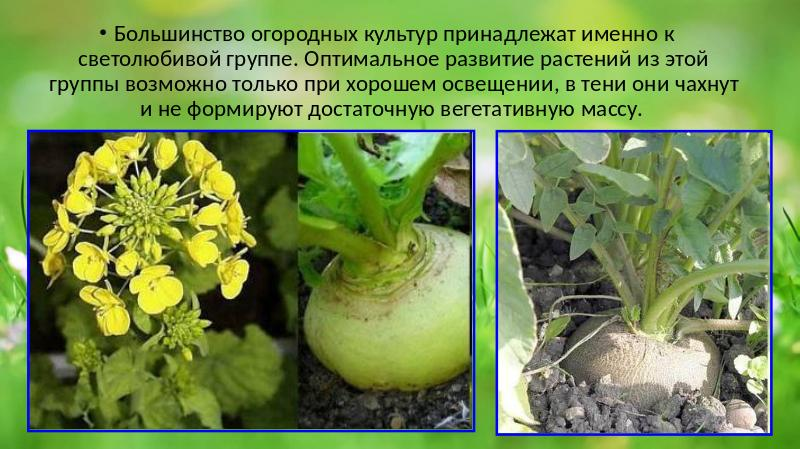 • Большинство огородных культур принадлежат именно к
светолюбивой группе. Оптимальное развитие растений из этой
группы возможно только при хорошем освещении, в тени они чахнут
и не формируют достаточную вегетативную массу.